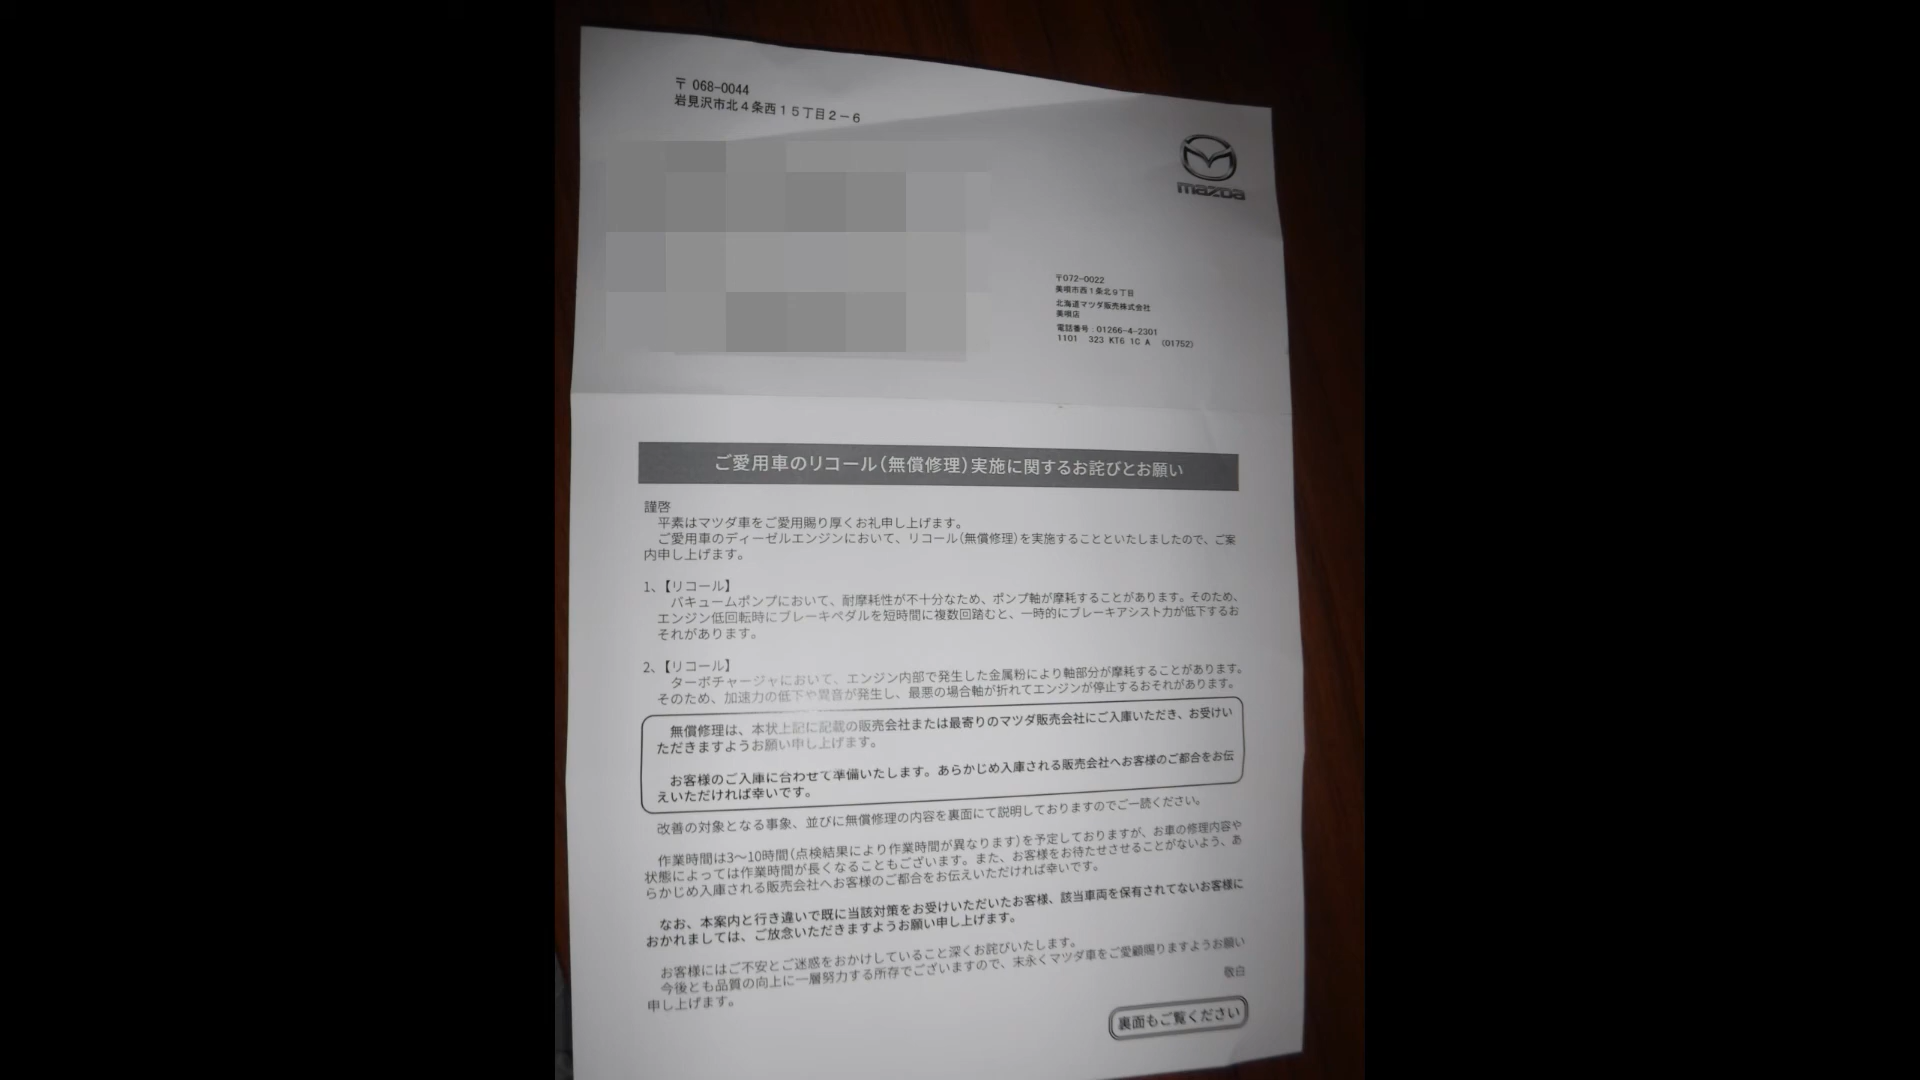 〒 068-0044
岩見沢市北４条西１５丁目２−６
mazda
〒072-0022
美唄市西１条北９丁目
北海道マツダ販売株式会社
美唄店
電話番号：01266-4-2301
1101 323 KT6 1C A (01752)
ご愛用車のリコール（無償修理）実施に関するお詫びとお願い
謹啓
平素はマツダ車をご愛用賜り厚くお礼申し上げます。
ご愛用車のディーゼルエンジンにおいて、リコール（無償修理）を実施することといたしましたので、ご案
内申し上げます。
1、【リコール】
バキュームポンプにおいて、耐摩耗性が不十分なため、ポンプ軸が摩耗することがあります。そのため、
エンジン低回転時にブレーキペダルを短時間に複数回踏むと、一時的にブレーキアシスト力が低下するお
それがあります。
2、【リコール】
ターボチャージャにおいて、エンジン内部で発生した金属粉により軸部分が摩耗することがあります。
そのため、加速力の低下や異音が発生し、最悪の場合軸が折れてエンジンが停止するおそれがあります。
無償修理は、本状上記に記載の販売会社または最寄りのマツダ販売会社にご入庫いただき、お受けい
ただきますようお願い申し上げます。
お客様のご入庫に合わせて準備いたします。あらかじめ入庫される販売会社へお客様のご都合をお伝
えいただければ幸いです。
改善の対象となる事象、並びに無償修理の内容を裏面にて説明しておりますのでご一読ください。
作業時間は3〜10時間（点検結果により作業時間が異なります）を予定しておりますが、お車の修理内容や
状態によっては作業時間が長くなることもございます。また、お客様をお待たせさせることがないよう、あ
らかじめ入庫される販売会社へお客様のご都合をお伝えいただければ幸いです。
なお、本案内と行き違いで既に当該対策をお受けいただいたお客様、該当車両を保有されてないお客様に
おかれましては、ご放念いただきますようお願い申し上げます。
お客様にはご不安とご迷惑をおかけしていること深くお詫びいたします。
今後とも品質の向上に一層努力する所存でございますので、末永くマツダ車をご愛顧賜りますようお願い
申し上げます。
敬白
裏面もご覧ください